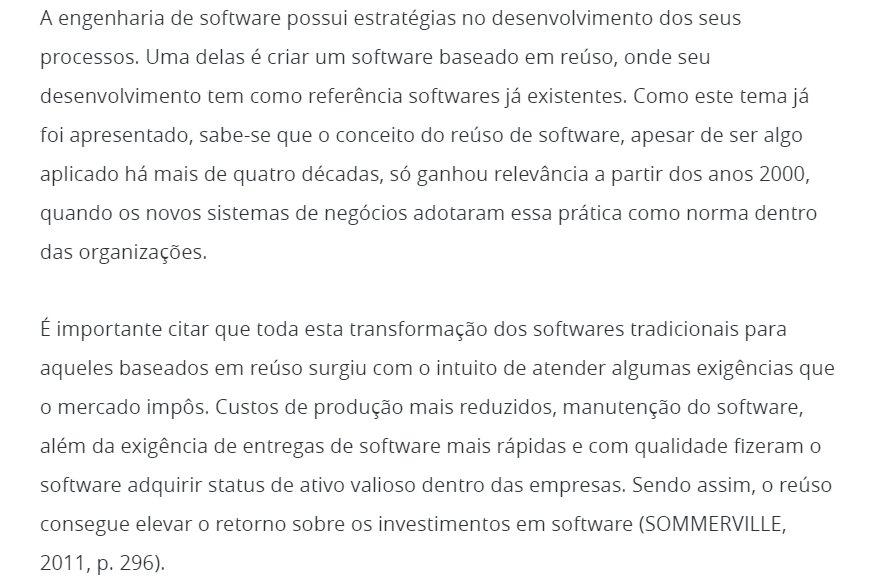 A engenharia de software possui estratégias no desenvolvimento dos seus
processos. Uma delas é criar um software baseado em reúso, onde seu
desenvolvimento tem como referência softwares já existentes. Como este tema já
foi apresentado, sabe-se que o conceito do reúso de software, apesar de ser algo
aplicado há mais de quatro décadas, só ganhou relevância a partir dos anos 2000,
quando os novos sistemas de negócios adotaram essa prática como norma dentro
das organizações.
É importante citar que toda esta transformação dos softwares tradicionais para
aqueles baseados em reúso surgiu com o intuito de atender algumas exigências que
o mercado impôs. Custos de produção mais reduzidos, manutenção do software,
além da exigência de entregas de software mais rápidas e com qualidade fizeram o
software adquirir status de ativo valioso dentro das empresas. Sendo assim, o reúso
consegue elevar o retorno sobre os investimentos em software (SOMMERVILLE,
2011, p. 296).